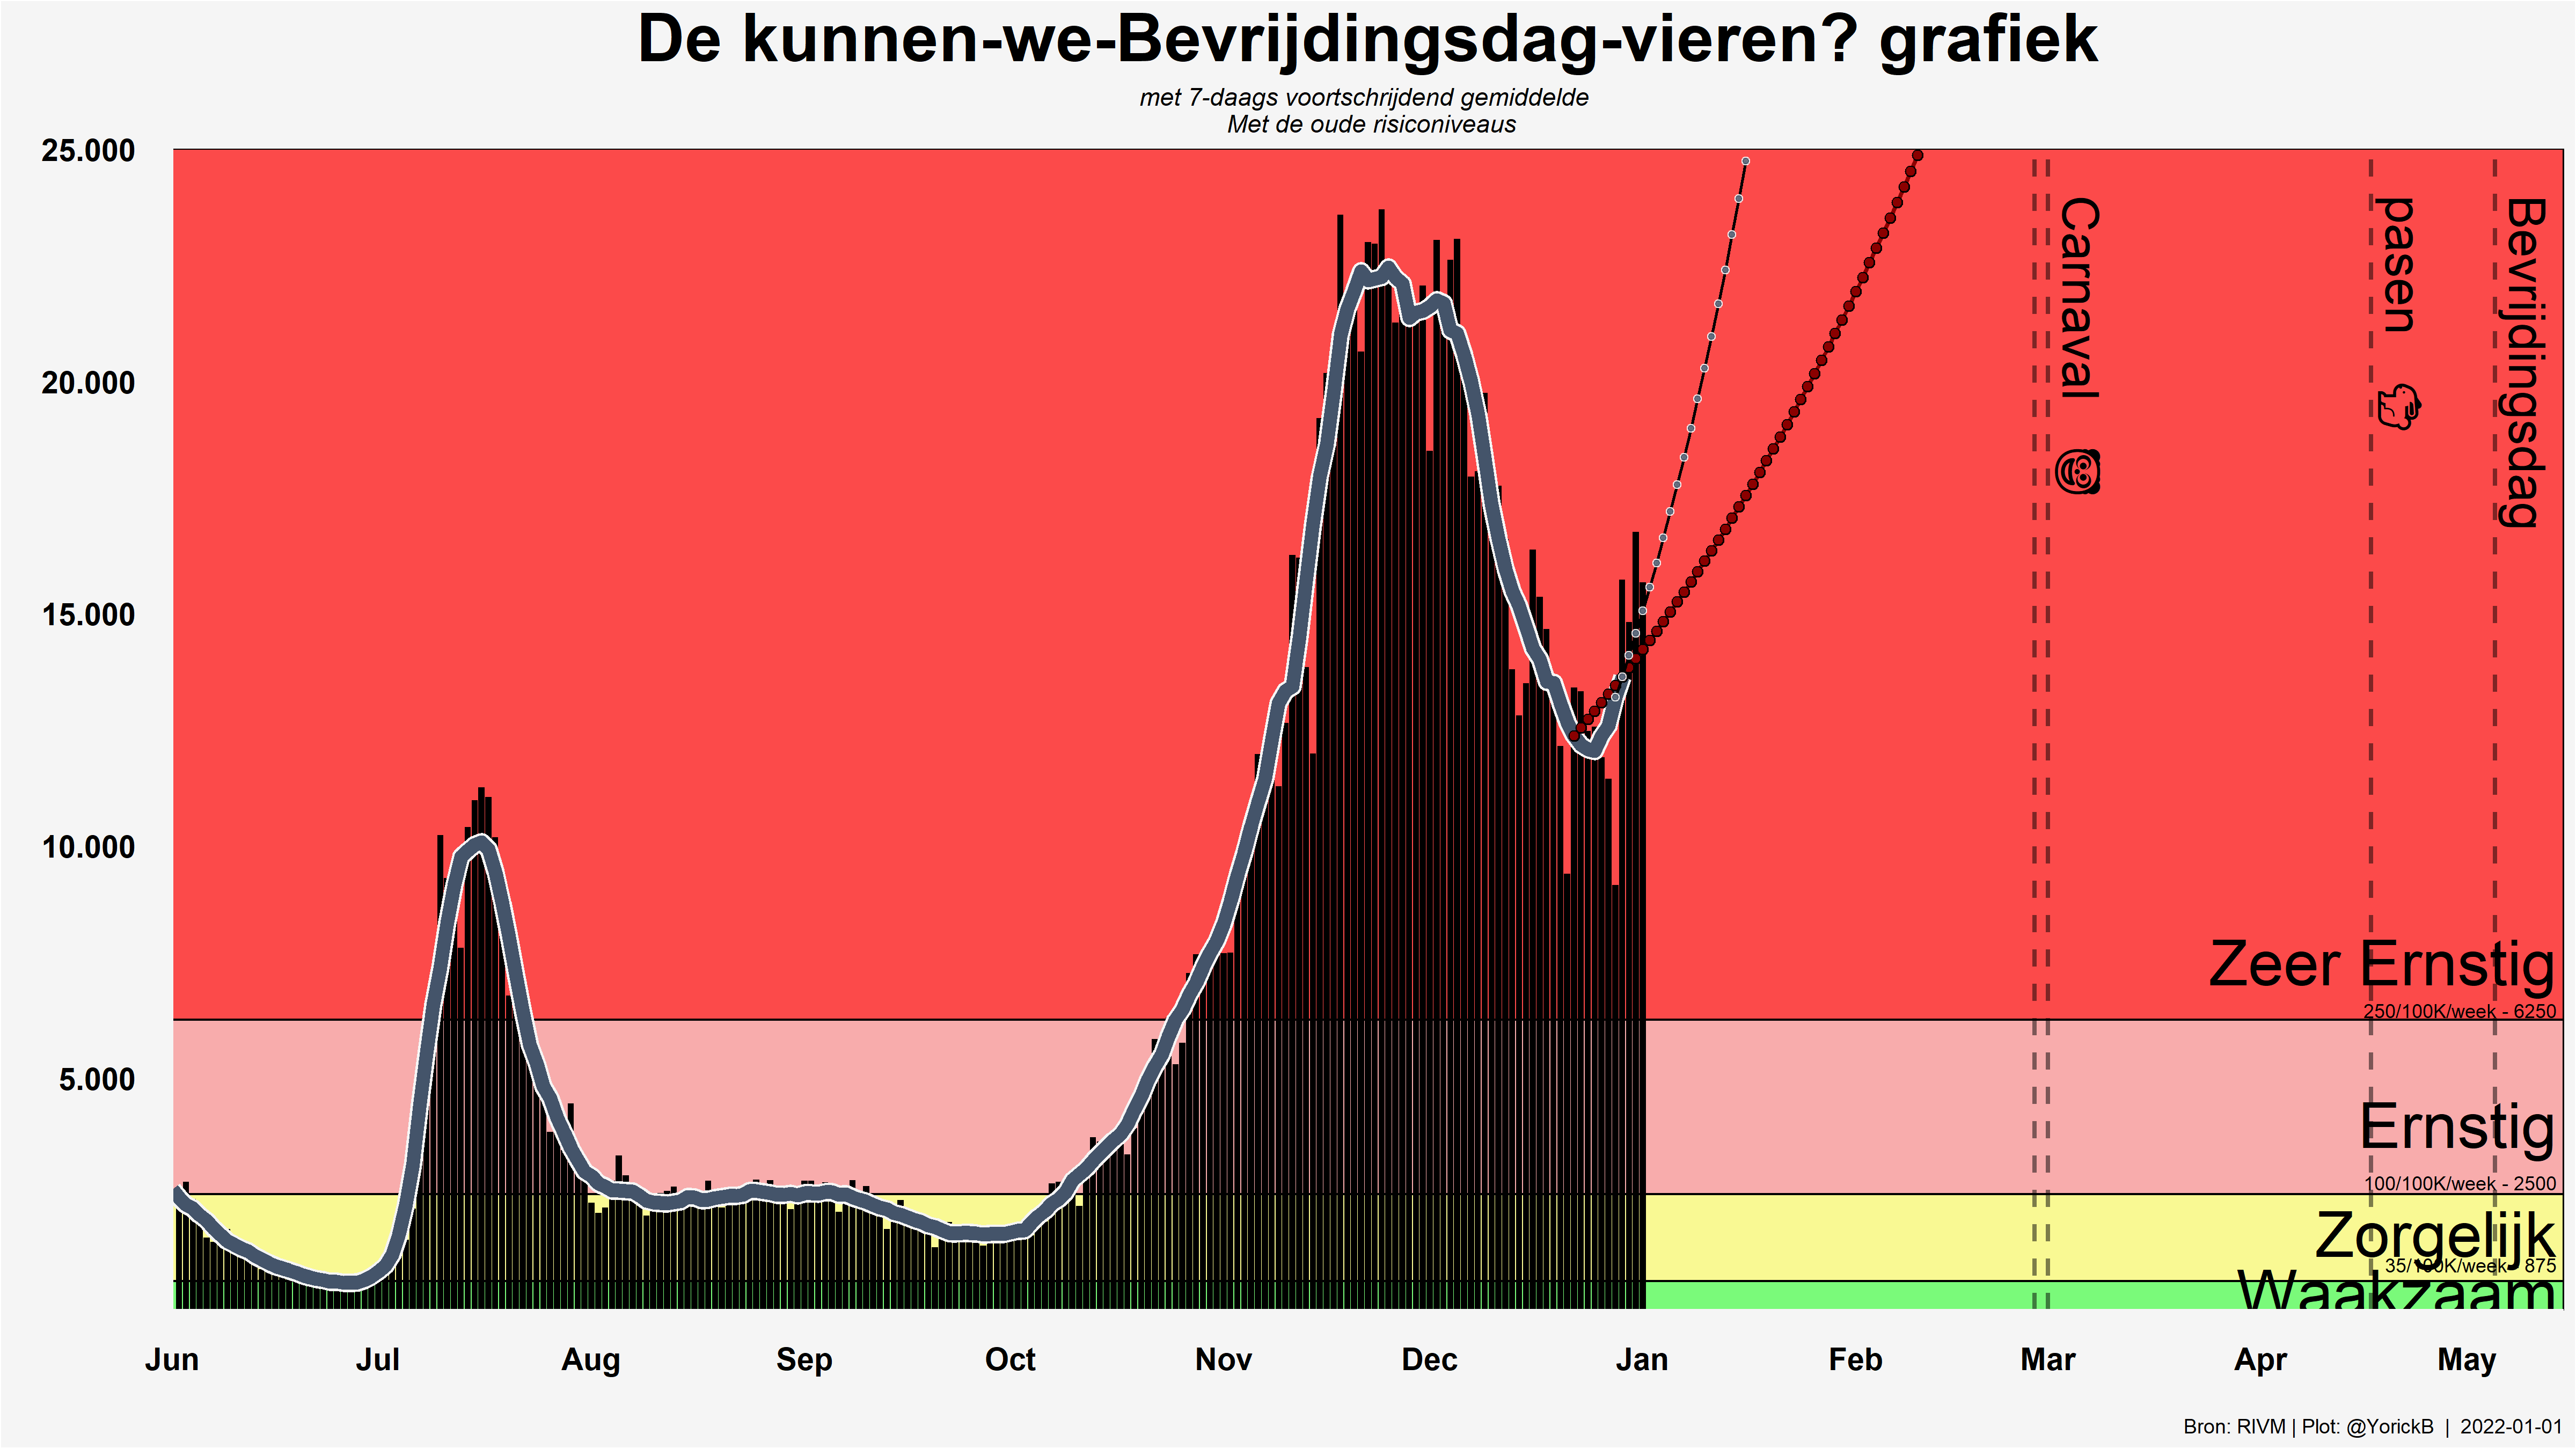 De kunnen-we-Bevrijdingsdag-vieren? grafiek
met 7-daags voortschrijdend gemiddelde
Met de oude risiconiveaus
25.000
20.000
15.000
10.000
5.000
Carnaval
pasen
Bevrijdingsdag
Zeer Ernstig
250/100K/week - 6250
Ernstig
100/100K/week - 2500
Zorgelijk
35/100K/week - 875
Waakzaam
Jun Jul Aug Sep Oct Nov Dec Jan Feb Mar Apr May
Bron: RIVM | Plot: @YorickB | 2022-01-01